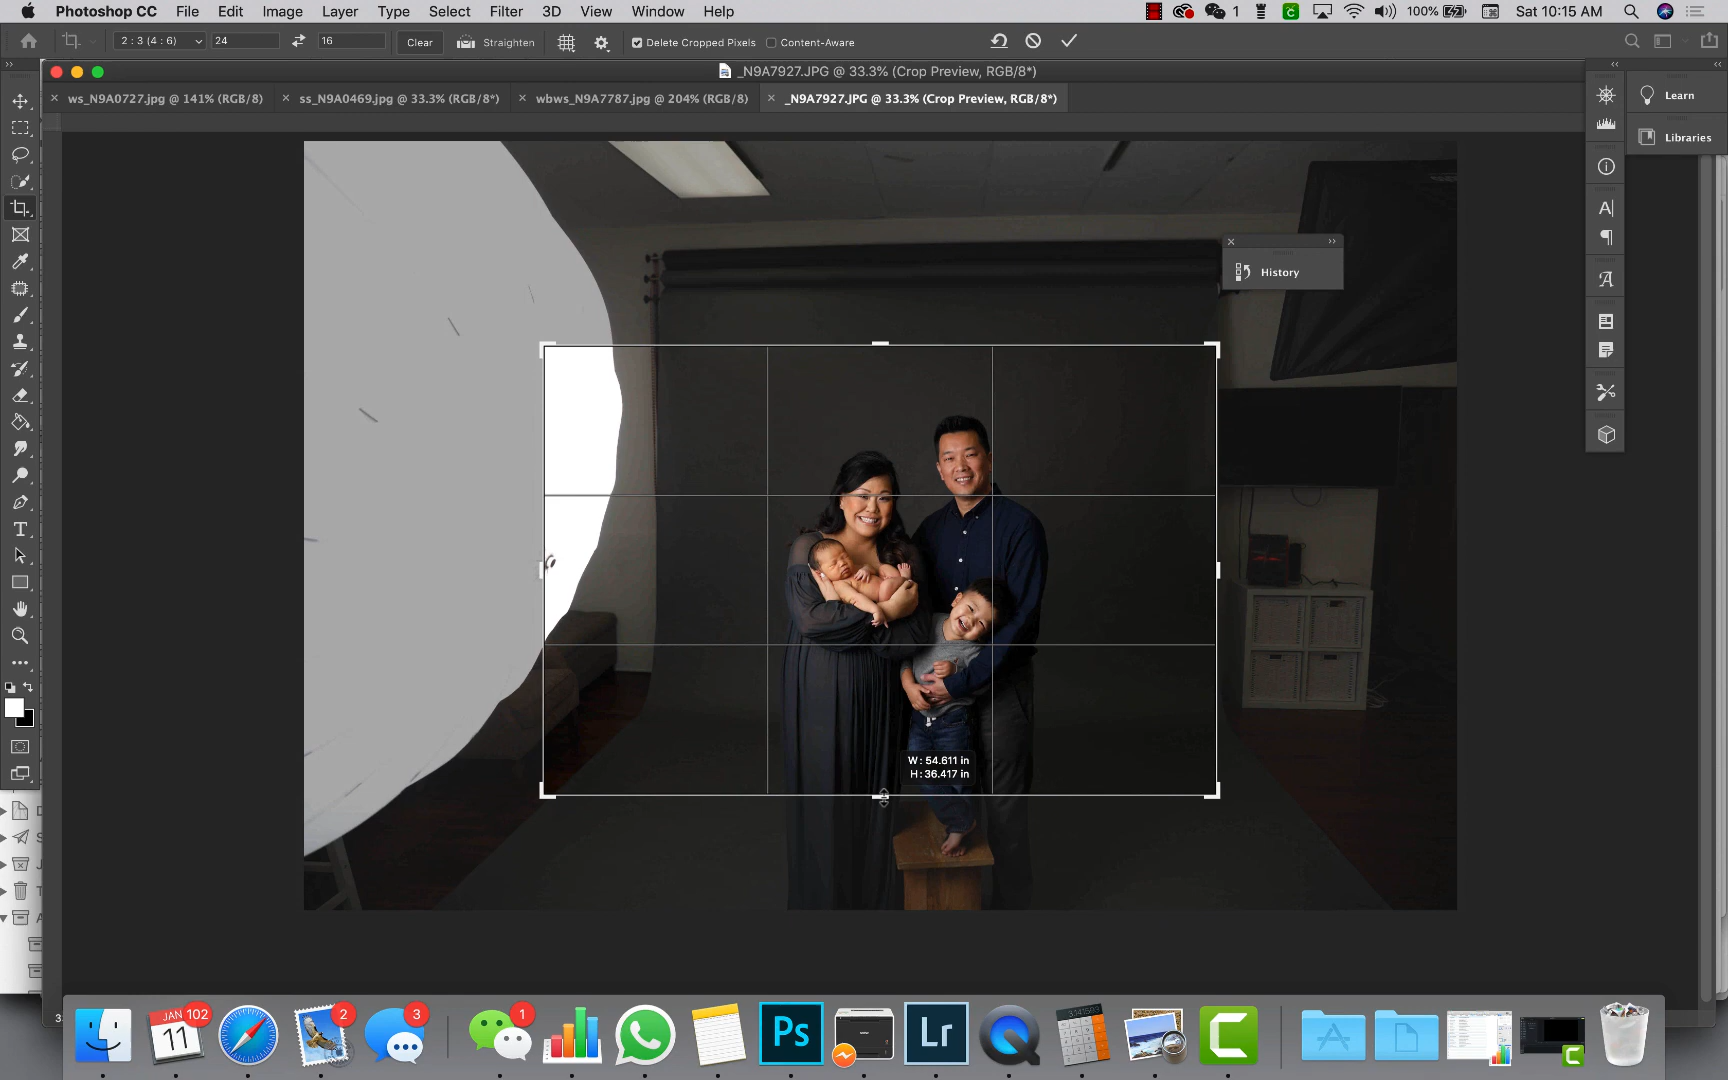 Photoshop CC File Edit Image Layer Type Select Filter 3D View Window Help 1 100% Sat 10:15 AM
2 : 3 (4 : 6) 24 16 Clear Straighten Delete Cropped Pixels Content-Aware
_N9A7927.JPG @ 33.3% (Crop Preview, RGB/8*)
ws_N9A0727.jpg @ 141% (RGB/8) ss_N9A0469.jpg @ 33.3% (RGB/8*) wbws_N9A7787.jpg @ 204% (RGB/8) _N9A7927.JPG @ 33.3% (Crop Preview, RGB/8*)
Learn
Libraries
History
W: 54.611 in
H: 36.417 in
JAN 102
11
2
3
1
Ps
Lr